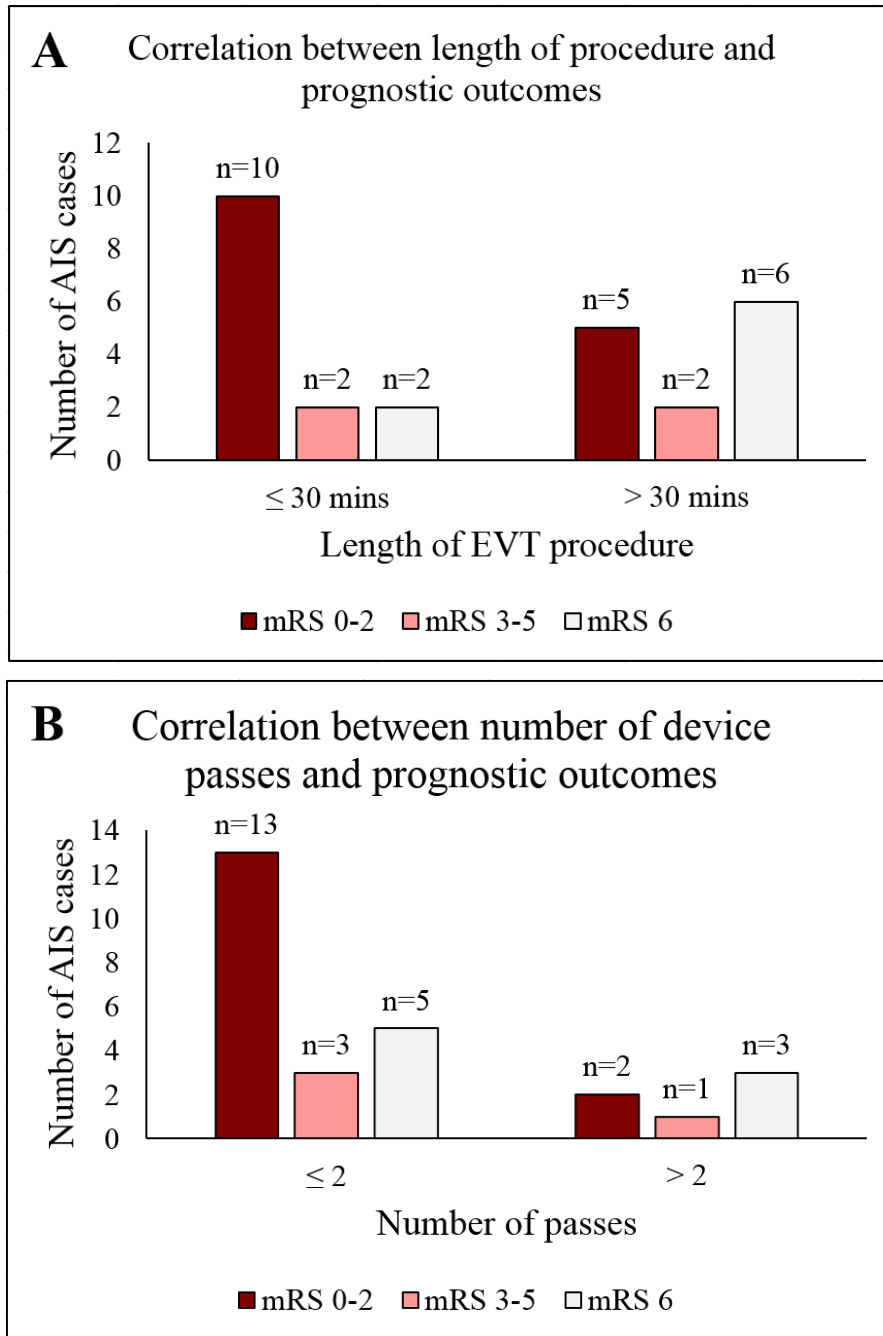 A
Correlation between length of procedure and
prognostic outcomes
Number of AIS cases
12
10
8
6
4
2
0
n=10
n=2
n=2
n=5
n=2
n=6
≤ 30 mins
> 30 mins
Length of EVT procedure
mRS 0-2
mRS 3-5
mRS 6
B
Correlation between number of device
passes and prognostic outcomes
Number of AIS cases
14
12
10
8
6
4
2
0
n=13
n=3
n=5
n=2
n=1
n=3
≤ 2
> 2
Number of passes
mRS 0-2
mRS 3-5
mRS 6